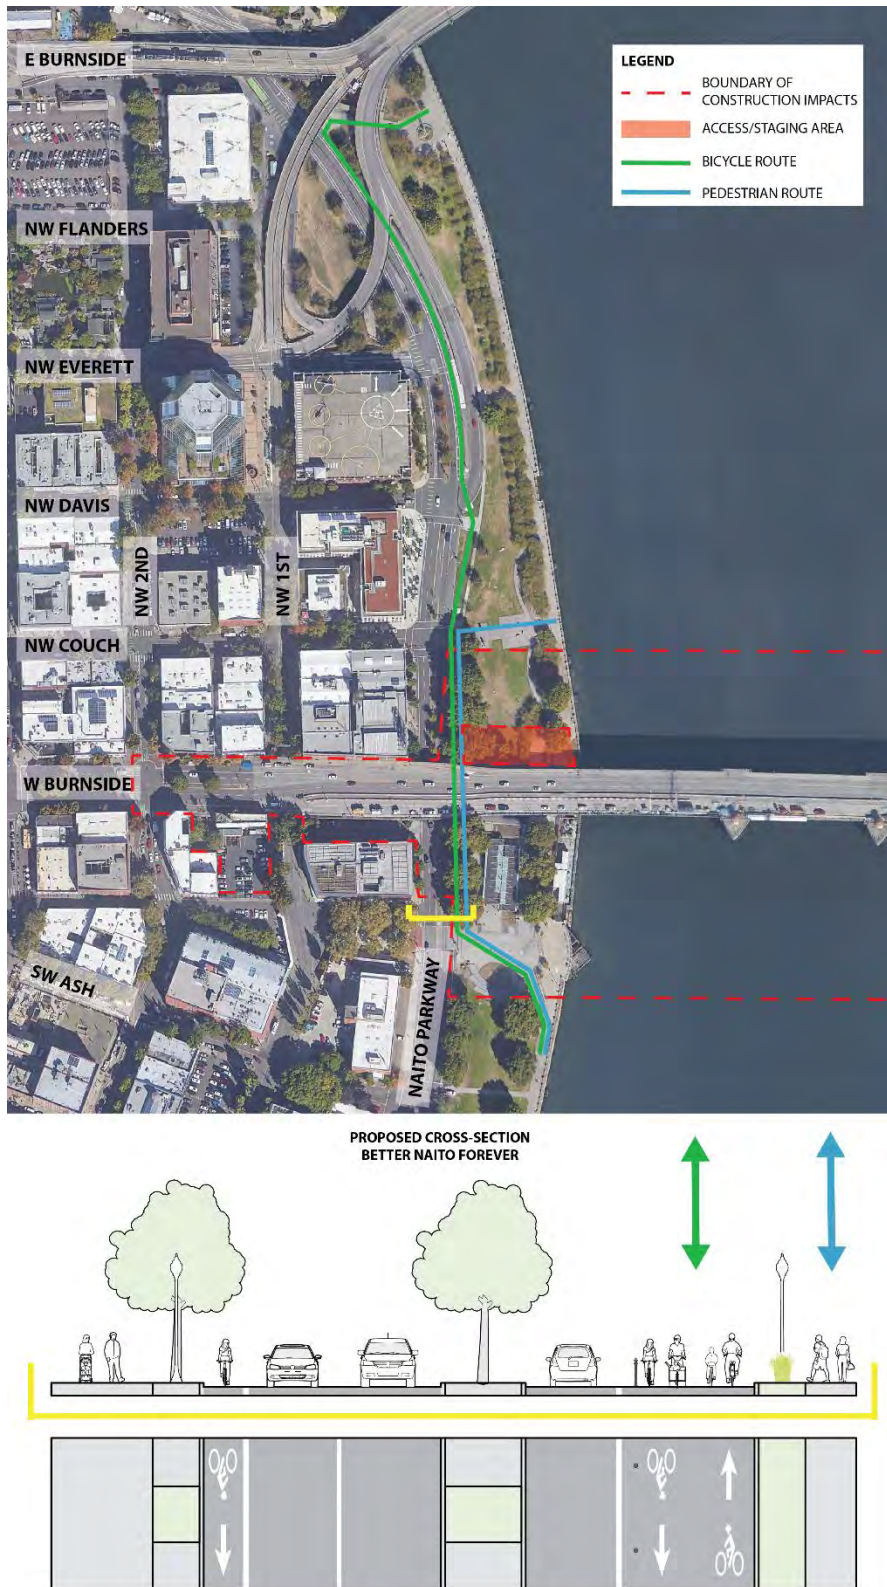 E BURNSIDE
LEGEND
BOUNDARY OF
CONSTRUCTION IMPACTS
ACCESS/STAGING AREA
BICYCLE ROUTE
PEDESTRIAN ROUTE
NW FLANDERS
NW EVERETT
NW DAVIS
NW 2ND
NW 1ST
NW COUCH
W BURNSIDE
SW ASH
NAITO PARKWAY
PROPOSED CROSS-SECTION
BETTER NAITO FOREVER